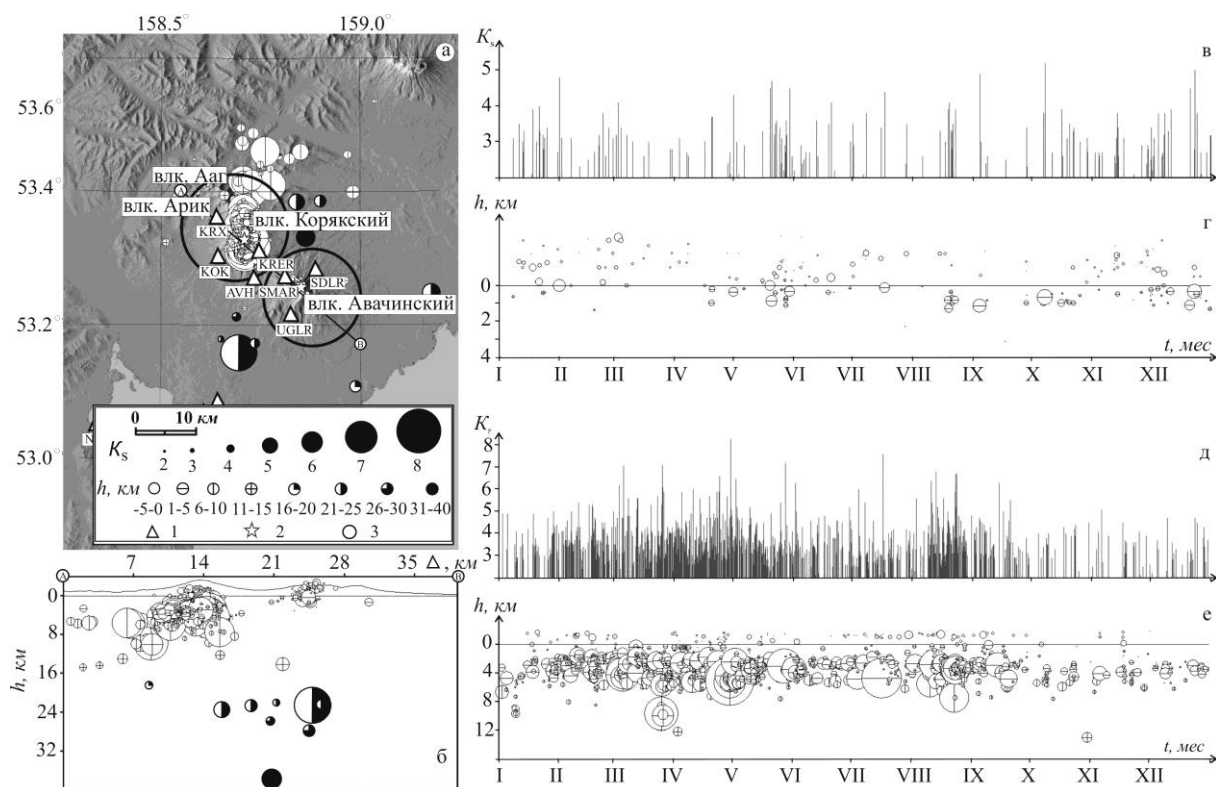 158.5° 159.0°
а
53.6°
53.4°
53.2°
53.0°
влк. Ааг
А
влк. Арик
влк. Корякский
KRX
KOK
KRER
AVH
SMAR
SDLR
влк. Авачинский
UGLR
В
N
0 10 км
Ks
2 3 4 5 6 7 8
h, км
-5-0 1-5 6-10 11-15 16-20 21-25 26-30 31-40
1 2 3
А 7 14 21 28 35 Δ, км В
h, км
0
8
16
24
32
б
Ks
в
5
3
h, км
г
0
2
4
t, мес
I II III IV V VI VII VIII IX X XI XII
д
8
7
6
5
4
3
h, км
е
0
4
8
12
t, мес
I II III IV V VI VII VIII IX X XI XII